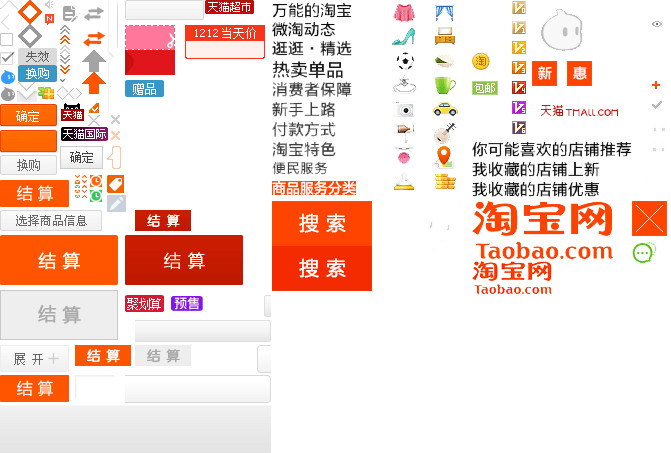 天猫超市
1212当天价
失效
换购
赠品
确定
天猫
天猫国际
换购
确定
结算
选择商品信息
结算
结算
结算
结算
聚划算
预售
展开
结算
结算
结算
万能的淘宝
微淘动态
逛逛·精选
热卖单品
消费者保障
新手上路
付款方式
淘宝特色
便民服务
商品服务分类
搜索
搜索
淘
包邮
新
惠
天猫TMALL.COM
你可能喜欢的店铺推荐
我收藏的店铺上新
我收藏的店铺优惠
淘宝网
Taobao.com
淘宝网
Taobao.com